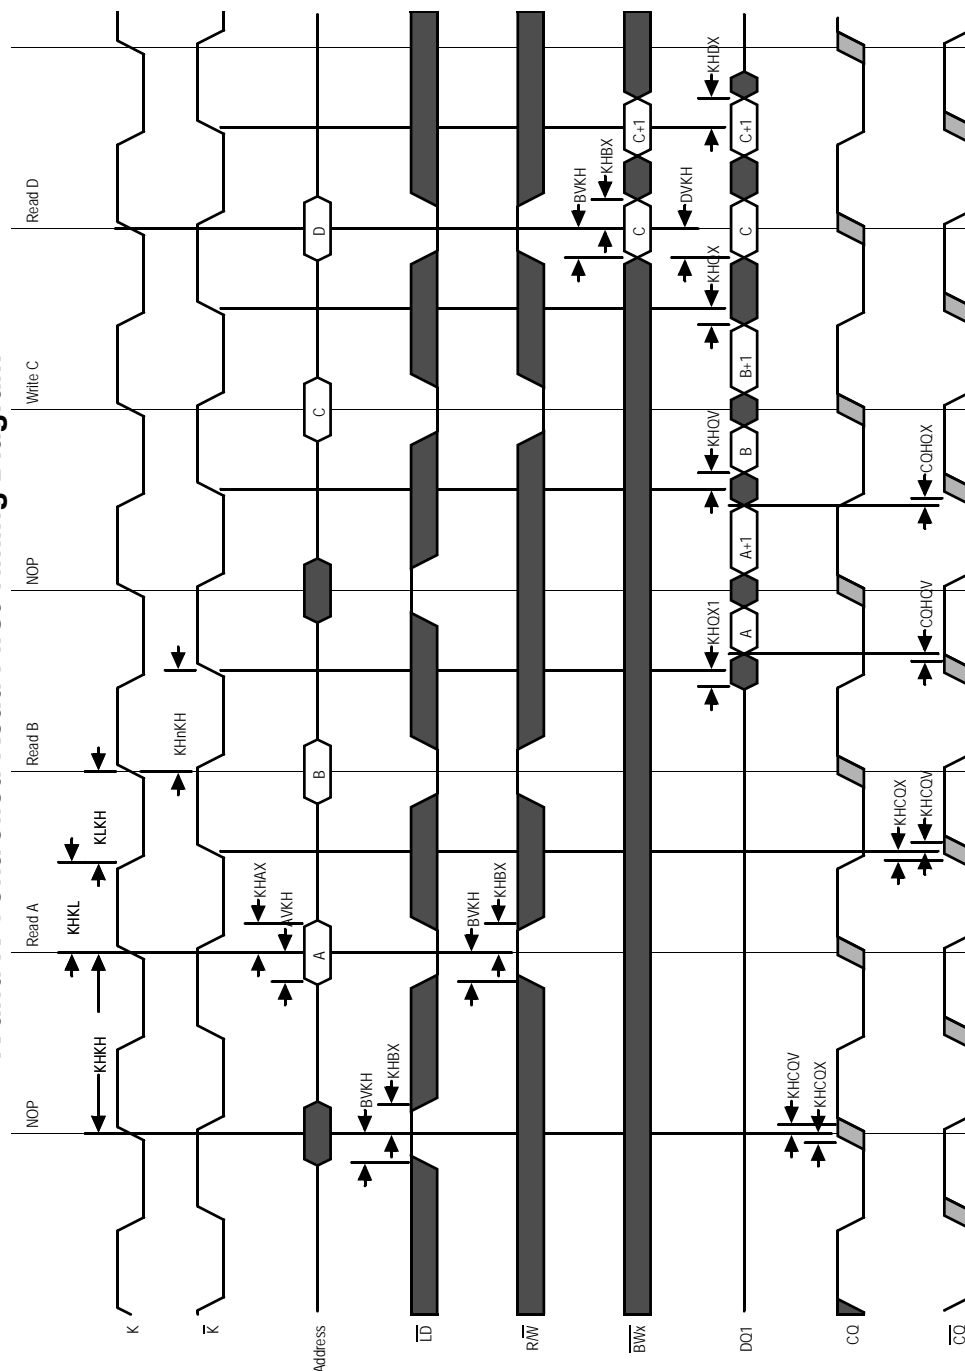 NOP Read A Read B NOP Write C Read D
KHKL
KHKH KLKH
K
KHnKH
K
KHAX
AVKH
Address A B C D
BVKH
KHBX
LD
BVKH
KHBX
R/W
BVKH
KHBX
BWx C C+1
KHQX1 KHQV KHQX DVKH KHDX
DQ1 A A+1 B B+1 C C+1
KHCQV
KHCQX
CQ
KHCQX
KHCQV CQHQV CQHQX
CQ